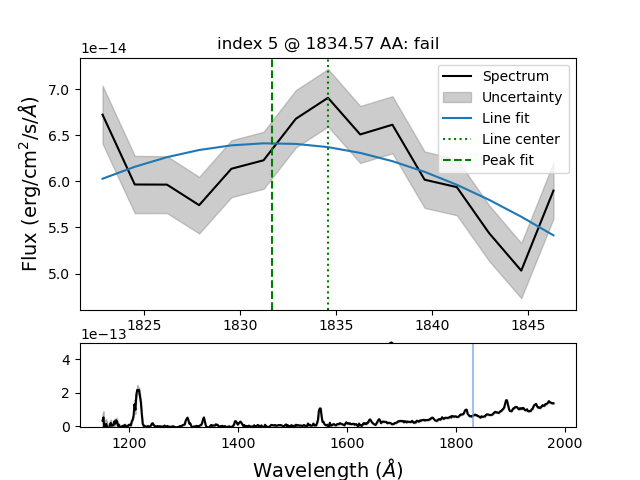 index 5 @ 1834.57 AA: fail
1e−14
7.0
6.5
6.0
5.5
5.0
Flux (erg/cm²/s/Å)
Spectrum
Uncertainty
Line fit
Line center
Peak fit
1825 1830 1835 1840 1845
1e−13
4
2
0
1200 1400 1600 1800 2000
Wavelength (Å)